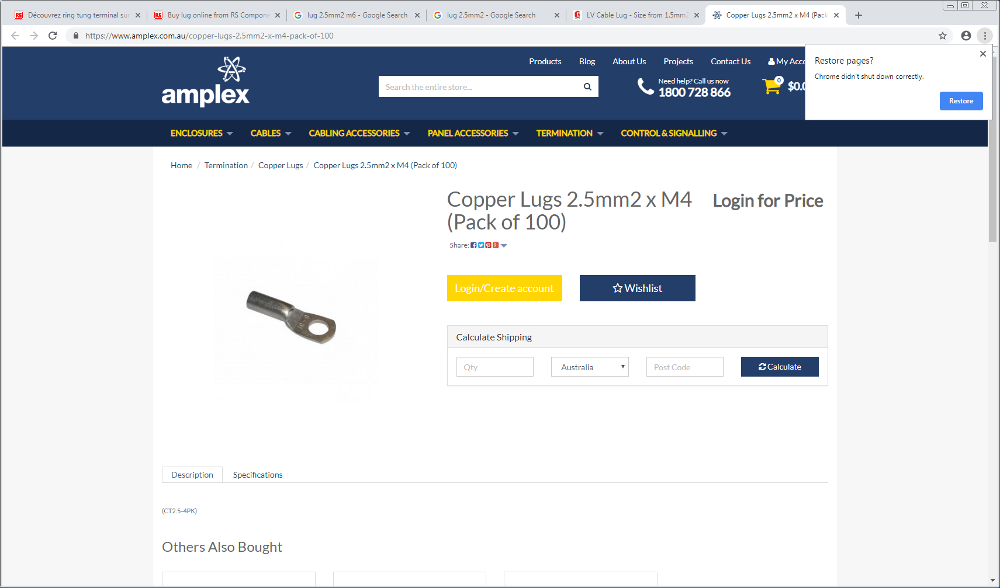 Découvrez ring tung terminal sur
Buy lug online from RS Compone
lug 2.5mm2 m6 - Google Search
lug 2.5mm2 - Google Search
LV Cable Lug - Size from 1.5mm2
Copper Lugs 2.5mm2 x M4 (Pack
https://www.amplex.com.au/copper-lugs-2.5mm2-x-m4-pack-of-100
Restore pages?
Chrome didn't shut down correctly.
Restore
amplex
Products
Blog
About Us
Projects
Contact Us
My Acco
Search the entire store...
Need help? Call us now
1800 728 866
0
$0.0
ENCLOSURES
CABLES
CABLING ACCESSORIES
PANEL ACCESSORIES
TERMINATION
CONTROL & SIGNALLING
Home / Termination / Copper Lugs / Copper Lugs 2.5mm2 x M4 (Pack of 100)
Copper Lugs 2.5mm2 x M4
(Pack of 100)
Login for Price
Share:
Login/Create account
Wishlist
Calculate Shipping
Qty
Australia
Post Code
Calculate
Description
Specifications
(CT2.5-4PK)
Others Also Bought